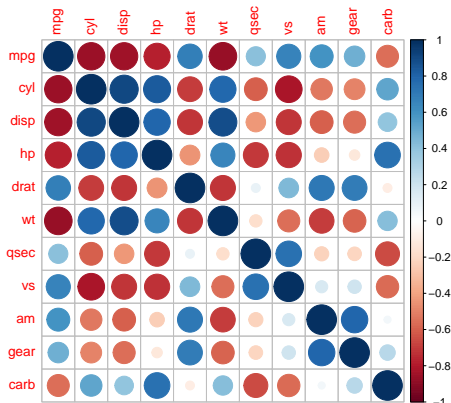 mpg cyl disp hp drat wt qsec vs am gear carb
mpg
cyl
disp
hp
drat
wt
qsec
vs
am
gear
carb
1
0.8
0.6
0.4
0.2
0
−0.2
−0.4
−0.6
−0.8
−1